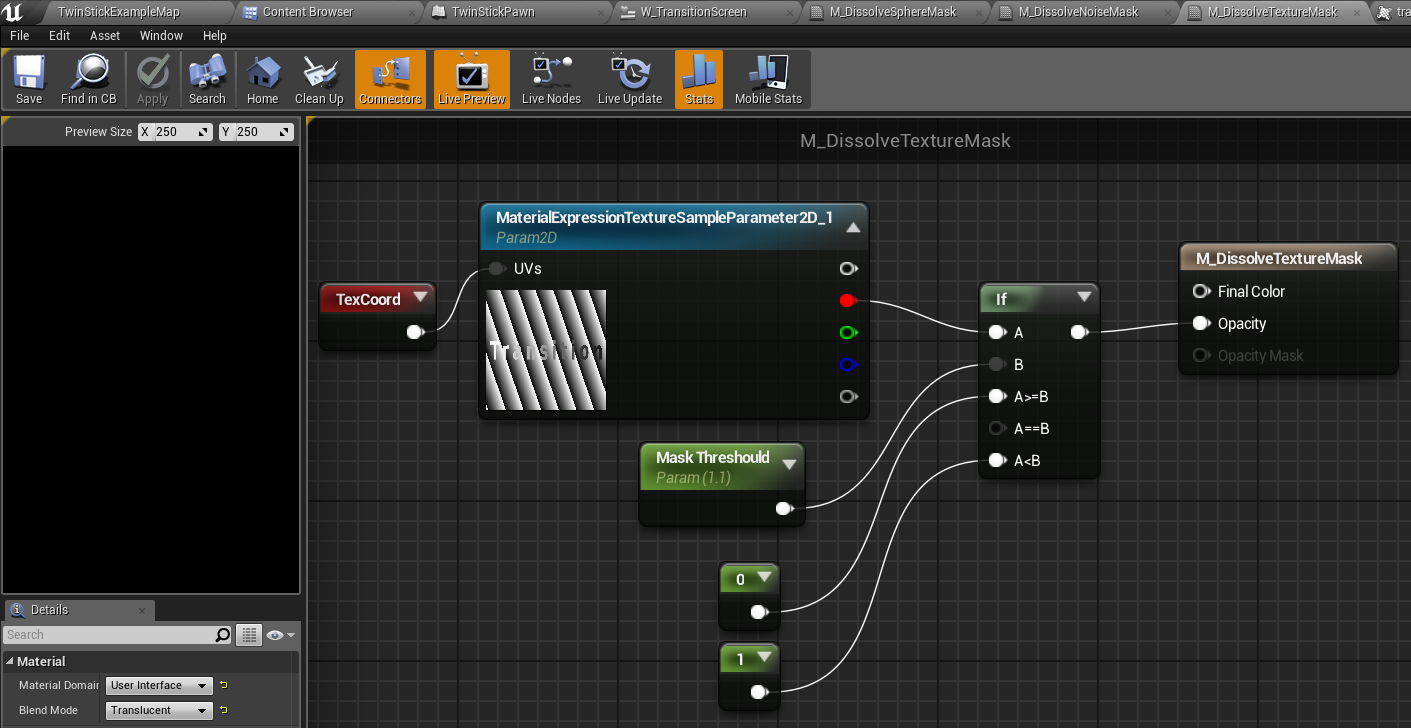 TwinStickExampleMap
Content Browser
TwinStickPawn
W_TransitionScreen
M_DissolveSphereMask
M_DissolveNoiseMask
M_DissolveTextureMask
tra
File Edit Asset Window Help
Save Find in CB Apply Search Home Clean Up Connectors Live Preview Live Nodes Live Update Stats Mobile Stats
Preview Size X 250 Y 250
M_DissolveTextureMask
MaterialExpressionTextureSampleParameter2D_1
Param2D
UVs
Transition
TexCoord
If
A
B
A>=B
A==B
A<B
M_DissolveTextureMask
Final Color
Opacity
Opacity Mask
Mask Threshould
Param (1.1)
0
1
Details
Search
Material
Material Domain User Interface
Blend Mode Translucent